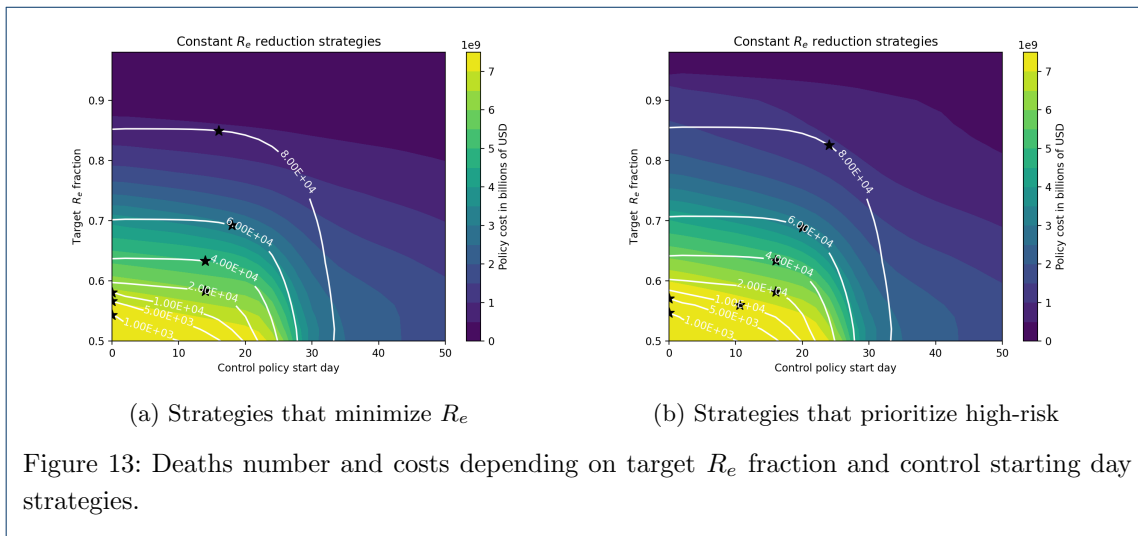 Constant Re reduction strategies
1e9
Target Re fraction
0.9
0.8
0.7
0.6
0.5
8.00E+04
6.00E+04
4.00E+04
2.00E+04
1.00E+04
5.00E+03
1.00E+03
0 10 20 30 40 50
Control policy start day
7
6
5
4
3
2
1
0
Policy cost in billions of USD
(a) Strategies that minimize Re
Constant Re reduction strategies
1e9
Target Re fraction
0.9
0.8
0.7
0.6
0.5
8.00E+04
6.00E+04
4.00E+04
2.00E+04
1.00E+04
5.00E+03
1.00E+03
0 10 20 30 40 50
Control policy start day
7
6
5
4
3
2
1
0
Policy cost in billions of USD
(b) Strategies that prioritize high-risk
Figure 13: Deaths number and costs depending on target Re fraction and control starting day
strategies.